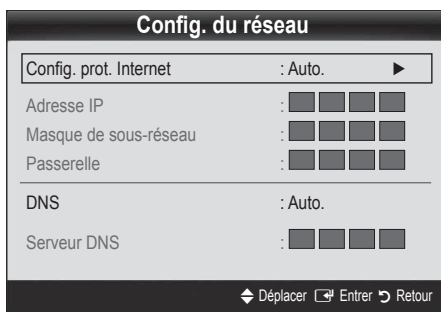 Config. du réseau
Config. prot. Internet : Auto. ►
Adresse IP :
Masque de sous-réseau :
Passerelle :
DNS : Auto.
Serveur DNS :
Déplacer Entrer Retour